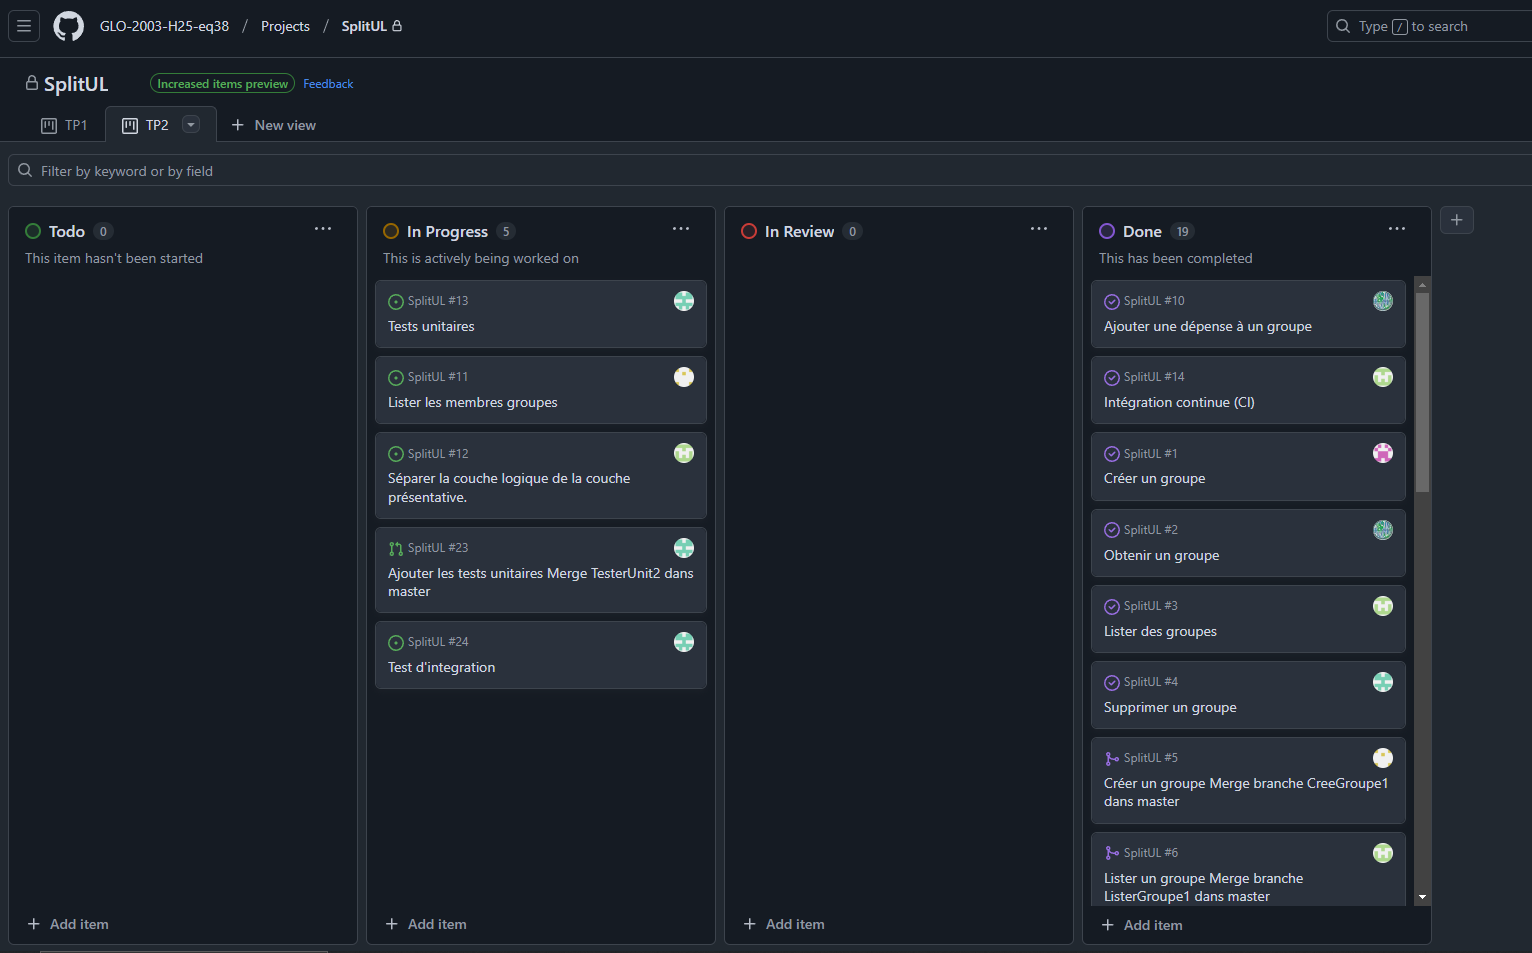 GLO-2003-H25-eq38 / Projects / SplitUL
Type / to search
SplitUL
Increased items preview
Feedback
TP1
TP2
New view
Filter by keyword or by field
Todo 0
This item hasn't been started
Add item
In Progress 5
This is actively being worked on
SplitUL #13
Tests unitaires
SplitUL #11
Lister les membres groupes
SplitUL #12
Séparer la couche logique de la couche
présentative.
SplitUL #23
Ajouter les tests unitaires Merge TesterUnit2 dans
master
SplitUL #24
Test d'integration
Add item
In Review 0
Add item
Done 19
This has been completed
SplitUL #10
Ajouter une dépense à un groupe
SplitUL #14
Intégration continue (CI)
SplitUL #1
Créer un groupe
SplitUL #2
Obtenir un groupe
SplitUL #3
Lister des groupes
SplitUL #4
Supprimer un groupe
SplitUL #5
Créer un groupe Merge branche CreeGroupe1
dans master
SplitUL #6
Lister un groupe Merge branche
ListerGroupe1 dans master
Add item